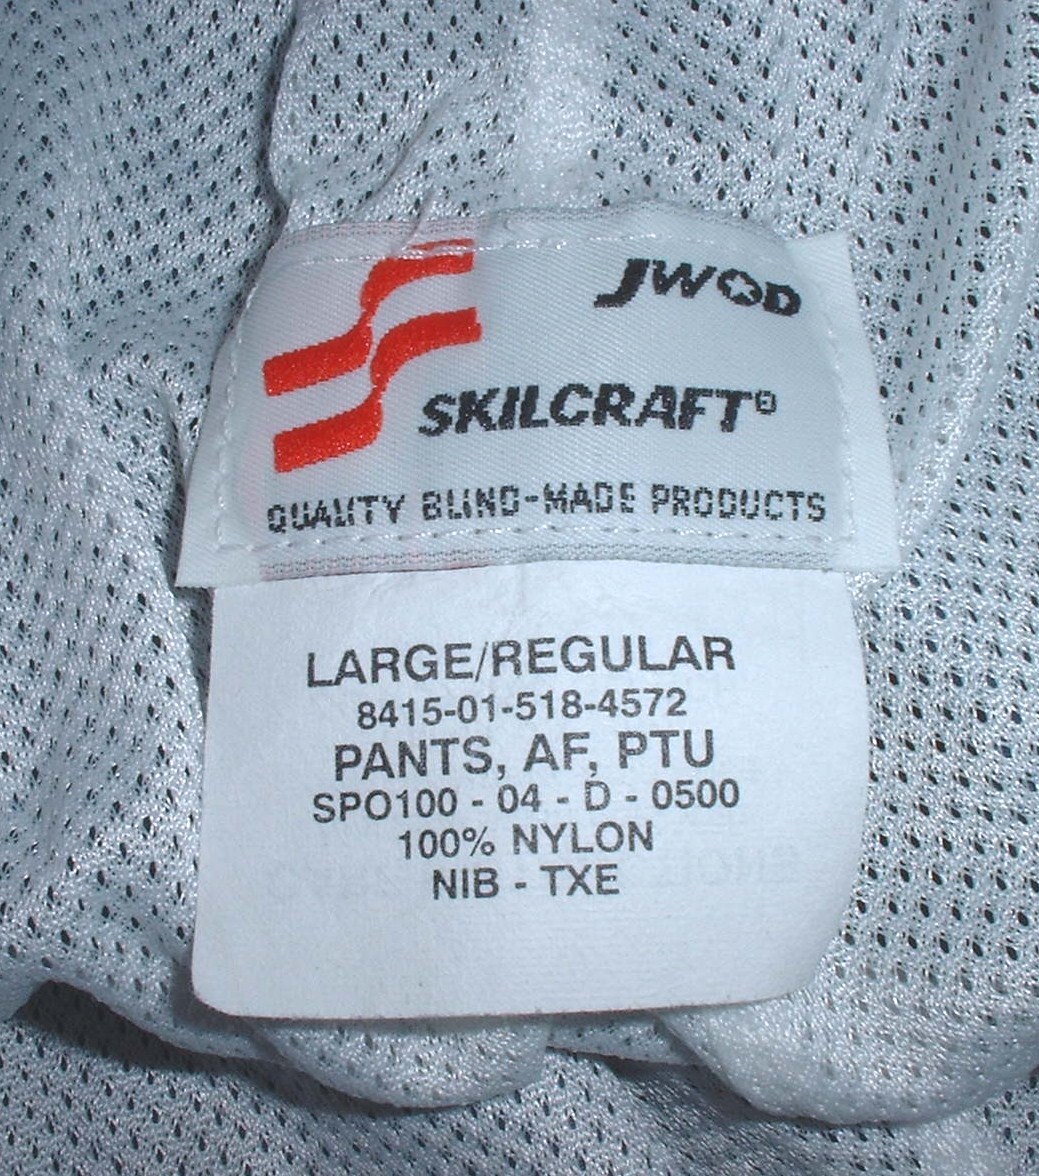 JWOD
SKILCRAFT®
QUALITY BLIND-MADE PRODUCTS
LARGE/REGULAR
8415-01-518-4572
PANTS, AF, PTU
SPO100 - 04 - D - 0500
100% NYLON
NIB - TXE